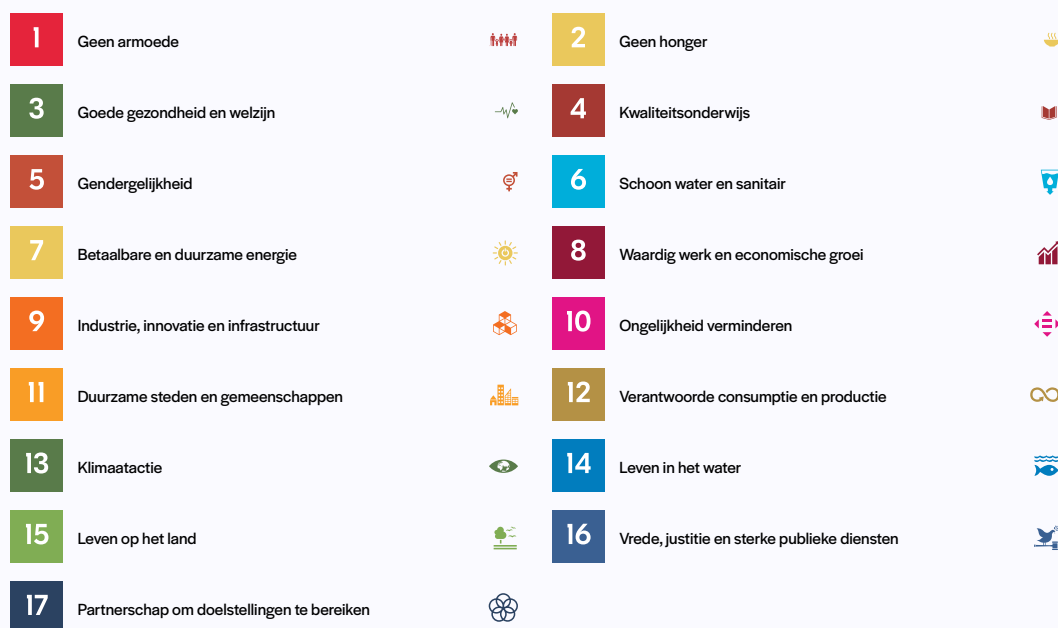 1 Geen armoede
2 Geen honger
3 Goede gezondheid en welzijn
4 Kwaliteitsonderwijs
5 Gendergelijkheid
6 Schoon water en sanitair
7 Betaalbare en duurzame energie
8 Waardig werk en economische groei
9 Industrie, innovatie en infrastructuur
10 Ongelijkheid verminderen
11 Duurzame steden en gemeenschappen
12 Verantwoorde consumptie en productie
13 Klimaatactie
14 Leven in het water
15 Leven op het land
16 Vrede, justitie en sterke publieke diensten
17 Partnerschap om doelstellingen te bereiken